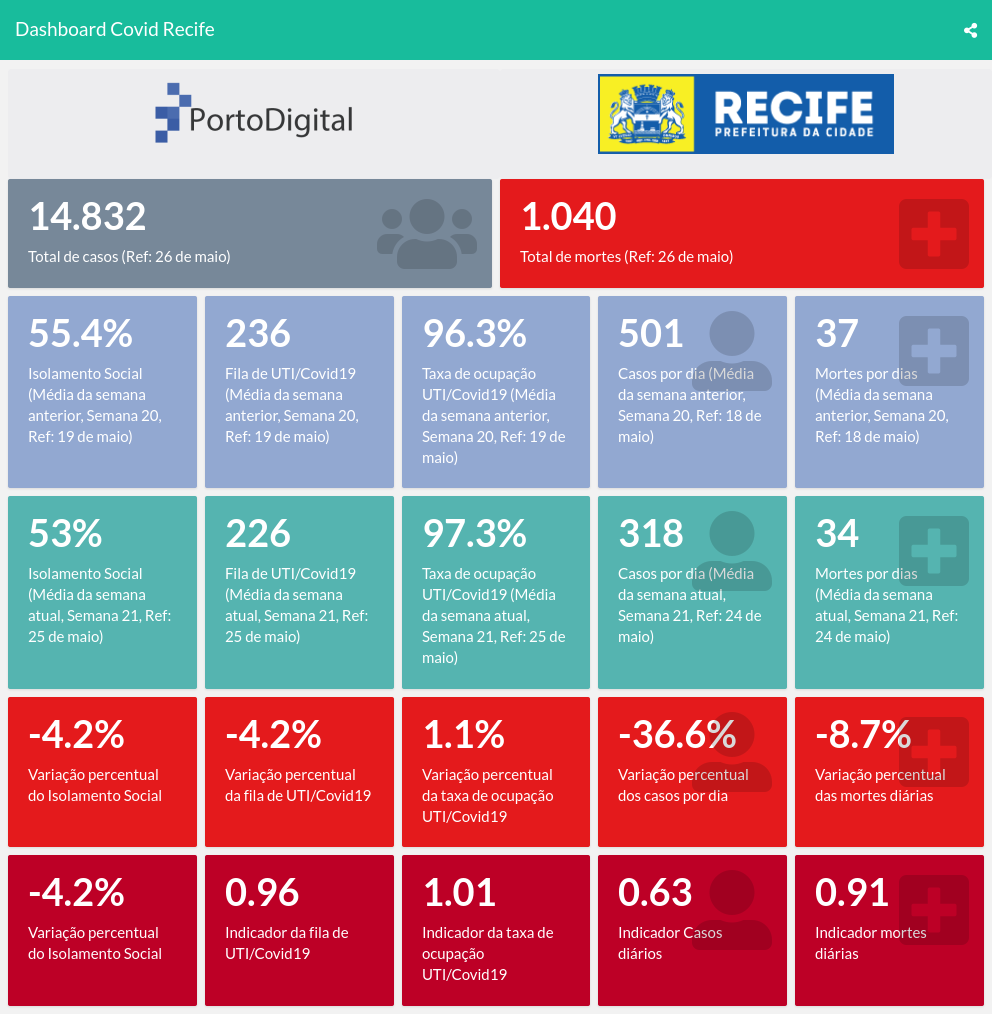 Dashboard Covid Recife
PortoDigital
RECIFE
PREFEITURA DA CIDADE
14.832
Total de casos (Ref: 26 de maio)
1.040
Total de mortes (Ref: 26 de maio)
55.4%
Isolamento Social
(Média da semana
anterior, Semana 20,
Ref: 19 de maio)
236
Fila de UTI/Covid19
(Média da semana
anterior, Semana 20,
Ref: 19 de maio)
96.3%
Taxa de ocupação
UTI/Covid19 (Média
da semana anterior,
Semana 20, Ref: 19 de
maio)
501
Casos por dia (Média
da semana anterior,
Semana 20, Ref: 18 de
maio)
37
Mortes por dias
(Média da semana
anterior, Semana 20,
Ref: 18 de maio)
53%
Isolamento Social
(Média da semana
atual, Semana 21, Ref:
25 de maio)
226
Fila de UTI/Covid19
(Média da semana
atual, Semana 21, Ref:
25 de maio)
97.3%
Taxa de ocupação
UTI/Covid19 (Média
da semana atual,
Semana 21, Ref: 25 de
maio)
318
Casos por dia (Média
da semana atual,
Semana 21, Ref: 24 de
maio)
34
Mortes por dias
(Média da semana
atual, Semana 21, Ref:
24 de maio)
-4.2%
Variação percentual
do Isolamento Social
-4.2%
Variação percentual
da fila de UTI/Covid19
1.1%
Variação percentual
da taxa de ocupação
UTI/Covid19
-36.6%
Variação percentual
dos casos por dia
-8.7%
Variação percentual
das mortes diárias
-4.2%
Variação percentual
do Isolamento Social
0.96
Indicador da fila de
UTI/Covid19
1.01
Indicador da taxa de
ocupação
UTI/Covid19
0.63
Indicador Casos
diários
0.91
Indicador mortes
diárias